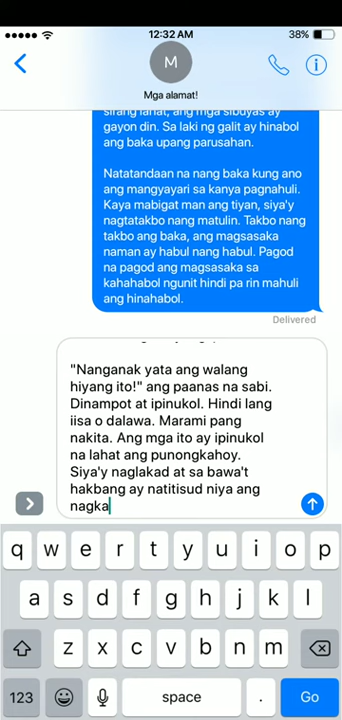 12:32 AM
38%
M
Mga alamat!
sirang lahat, ang mga sibuyas ay
gayon din. Sa laki ng galit ay hinabol
ang baka upang parusahan.
Natatandaan na nang baka kung ano
ang mangyayari sa kanya pagnahuli.
Kaya mabigat man ang tiyan, siya'y
nagtatakbo nang matulin. Takbo nang
takbo ang baka, ang magsasaka
naman ay habul nang habul. Pagod
na pagod ang magsasaka sa
kahahabol ngunit hindi pa rin mahuli
ang hinahabol.
Delivered
"Nanganak yata ang walang
hiyang ito!" ang paanas na sabi.
Dinampot at ipinukol. Hindi lang
iisa o dalawa. Marami pang
nakita. Ang mga ito ay ipinukol
na lahat ang punongkahoy.
Siya'y naglakad at sa bawa't
hakbang ay natitisud niya ang
nagka
q w e r t y u i o p
a s d f g h j k l
z x c v b n m
123 space . Go